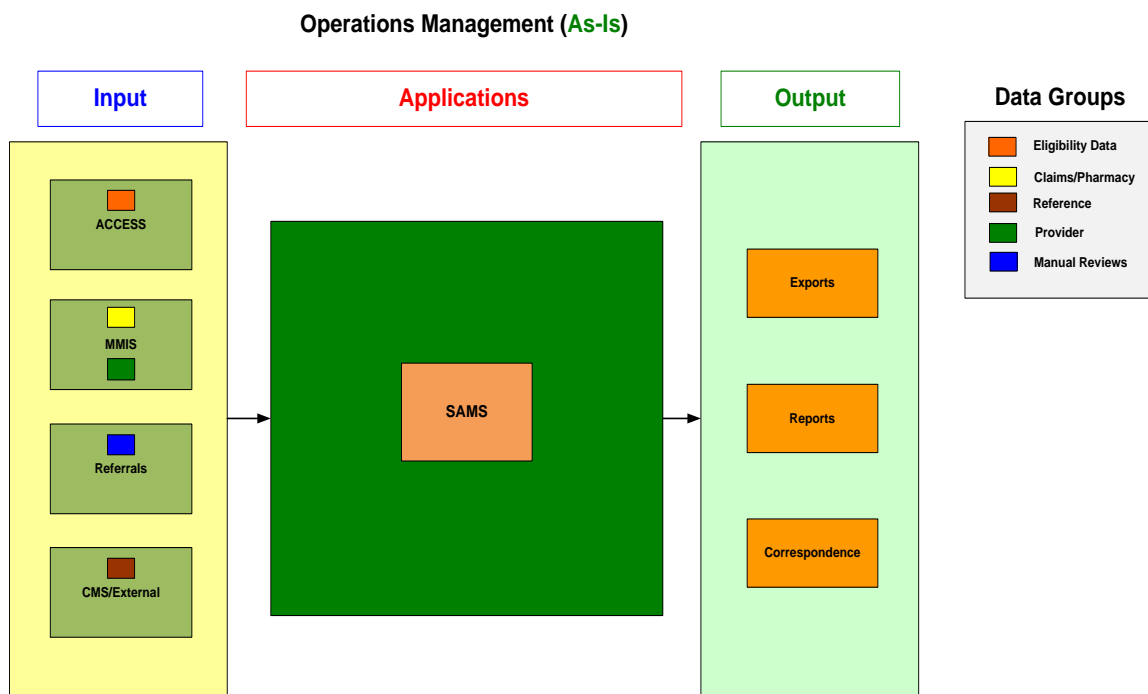 Operations Management (As-Is)
Input
Applications
Output
Data Groups
ACCESS
MMIS
Referrals
CMS/External
SAMS
Exports
Reports
Correspondence
Eligibility Data
Claims/Pharmacy
Reference
Provider
Manual Reviews